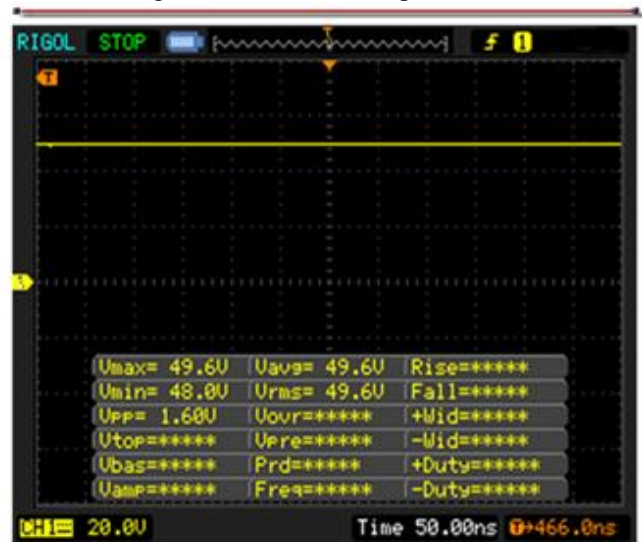 RIGOL STOP 1
T
1
Vmax= 49.6V Vavg= 49.6V Rise=*****
Vmin= 48.0V Vrms= 49.6V Fall=*****
Vpp= 1.60V Vovr=***** +Wid=*****
Vtop=***** Vpre=***** -Wid=*****
Vbas=***** Prd=***** +Duty=*****
Vamp=***** Freq=***** -Duty=*****
CH1 20.0V Time 50.00ns T→466.0ns